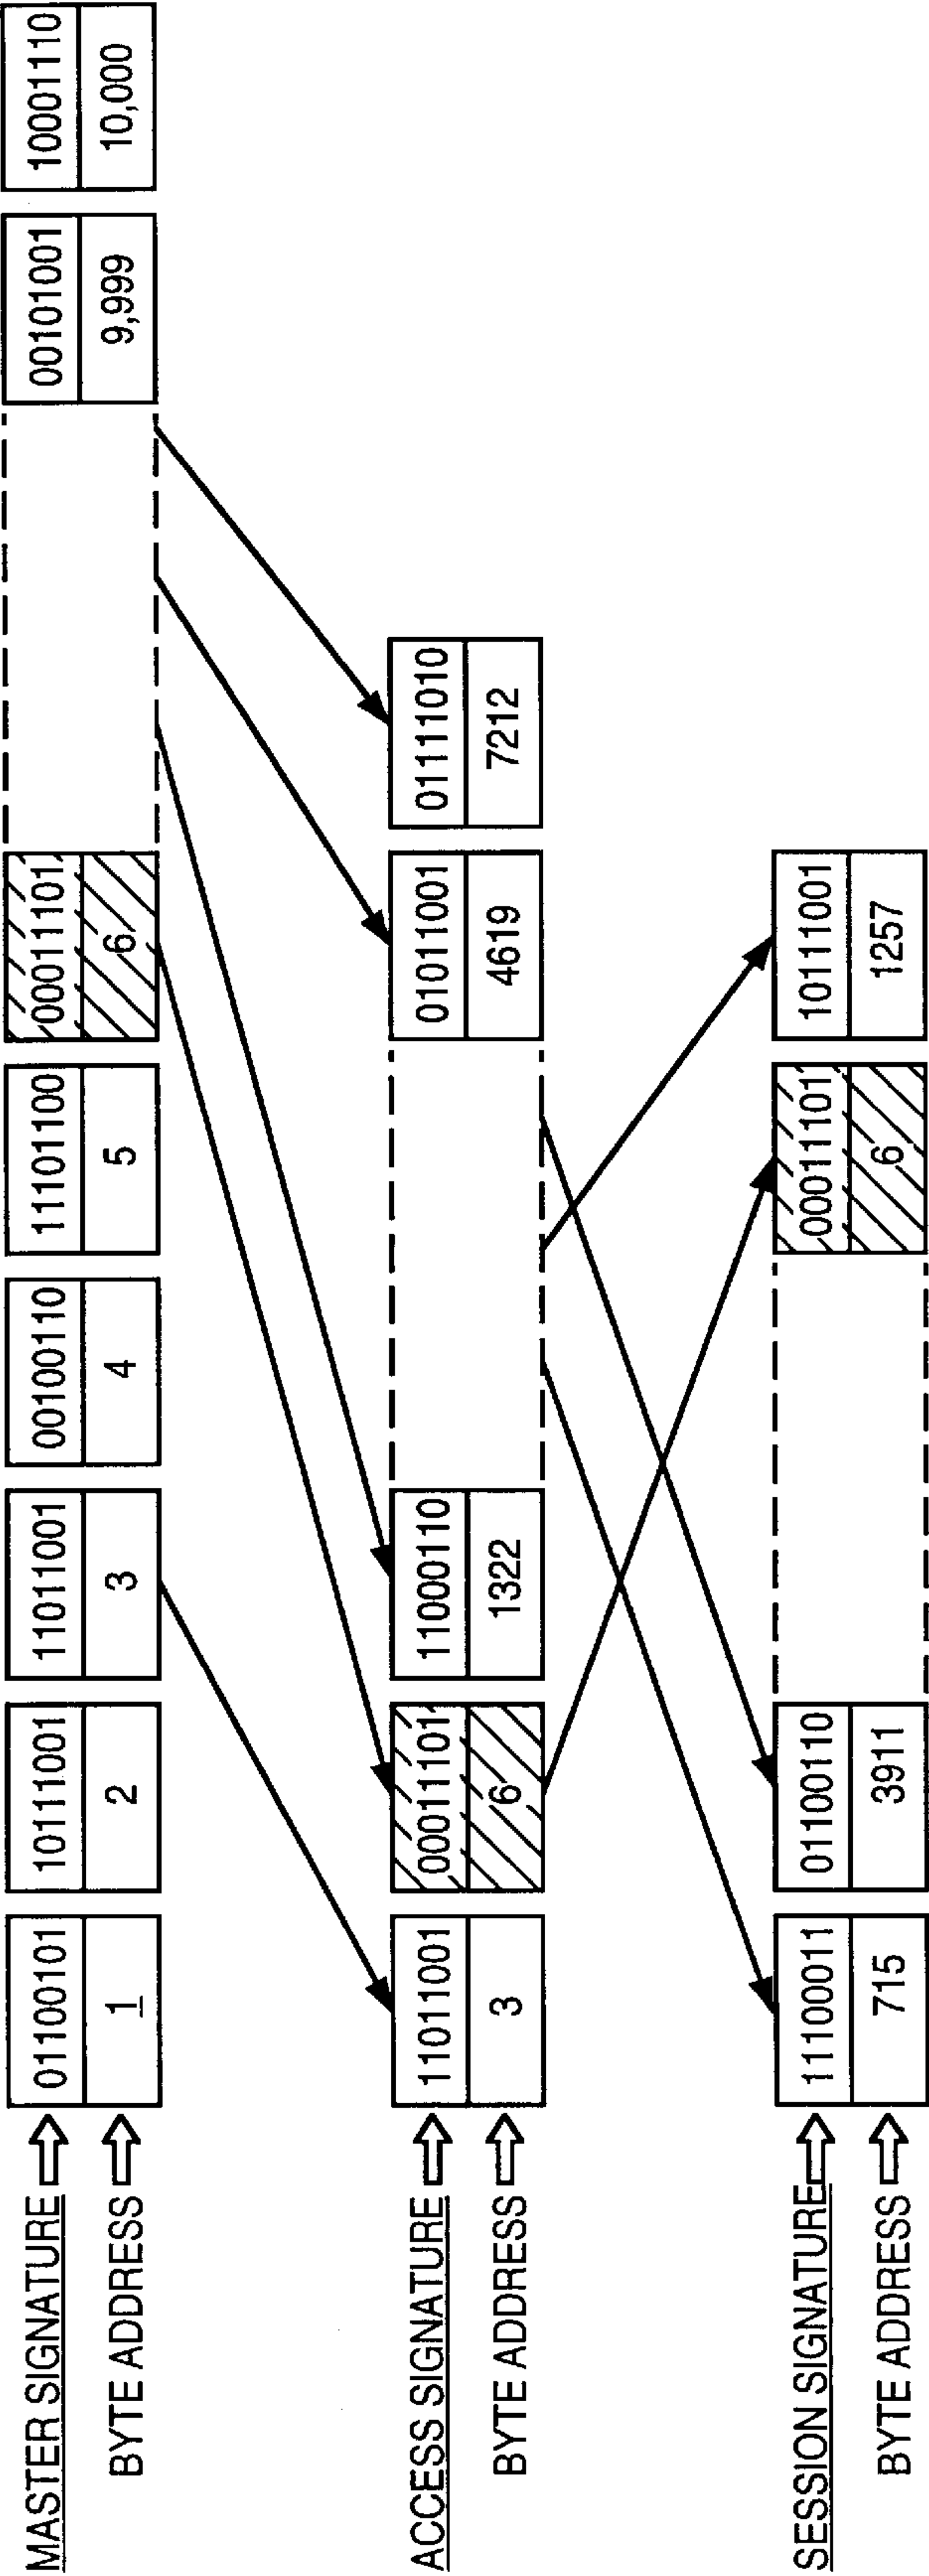 MASTER SIGNATURE 01100101 10111001 11011001 00100110 11101100 00011101 00101001 10001110
BYTE ADDRESS 1 2 3 4 5 6 9,999 10,000
ACCESS SIGNATURE 11011001 00011101 11000110 01011001 01111010
BYTE ADDRESS 3 6 1322 4619 7212
SESSION SIGNATURE 11100011 01100110 00011101 10111001
BYTE ADDRESS 715 3911 6 1257